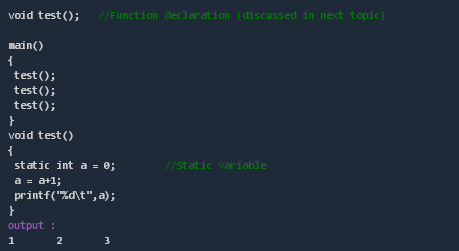 void test();   //Function declaration (discussed in next topic)
main()
{
 test();
 test();
 test();
}
void test()
{
 static int a = 0;        //Static variable
 a = a+1;
 printf("%d\t",a);
}
output :
1       2       3